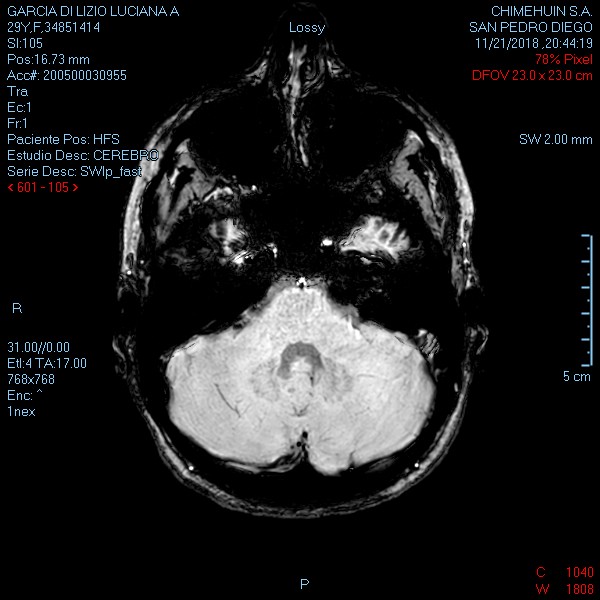 GARCIA DI LIZIO LUCIANA A
29Y,F,34851414
Sl:105
Pos:16.73 mm
Acc#: 200500030955
Tra
Ec:1
Fr:1
Paciente Pos: HFS
Estudio Desc: CEREBRO
Serie Desc: SWIp_fast
< 601 - 105 >
Lossy
CHIMEHUIN S.A.
SAN PEDRO DIEGO
11/21/2018 ,20:44:19
78% Pixel
DFOV 23.0 x 23.0 cm
SW 2.00 mm
R
5 cm
31.00//0.00
Etl:4 TA:17.00
768x768
Enc: ^
1nex
P
C 1040
W 1808